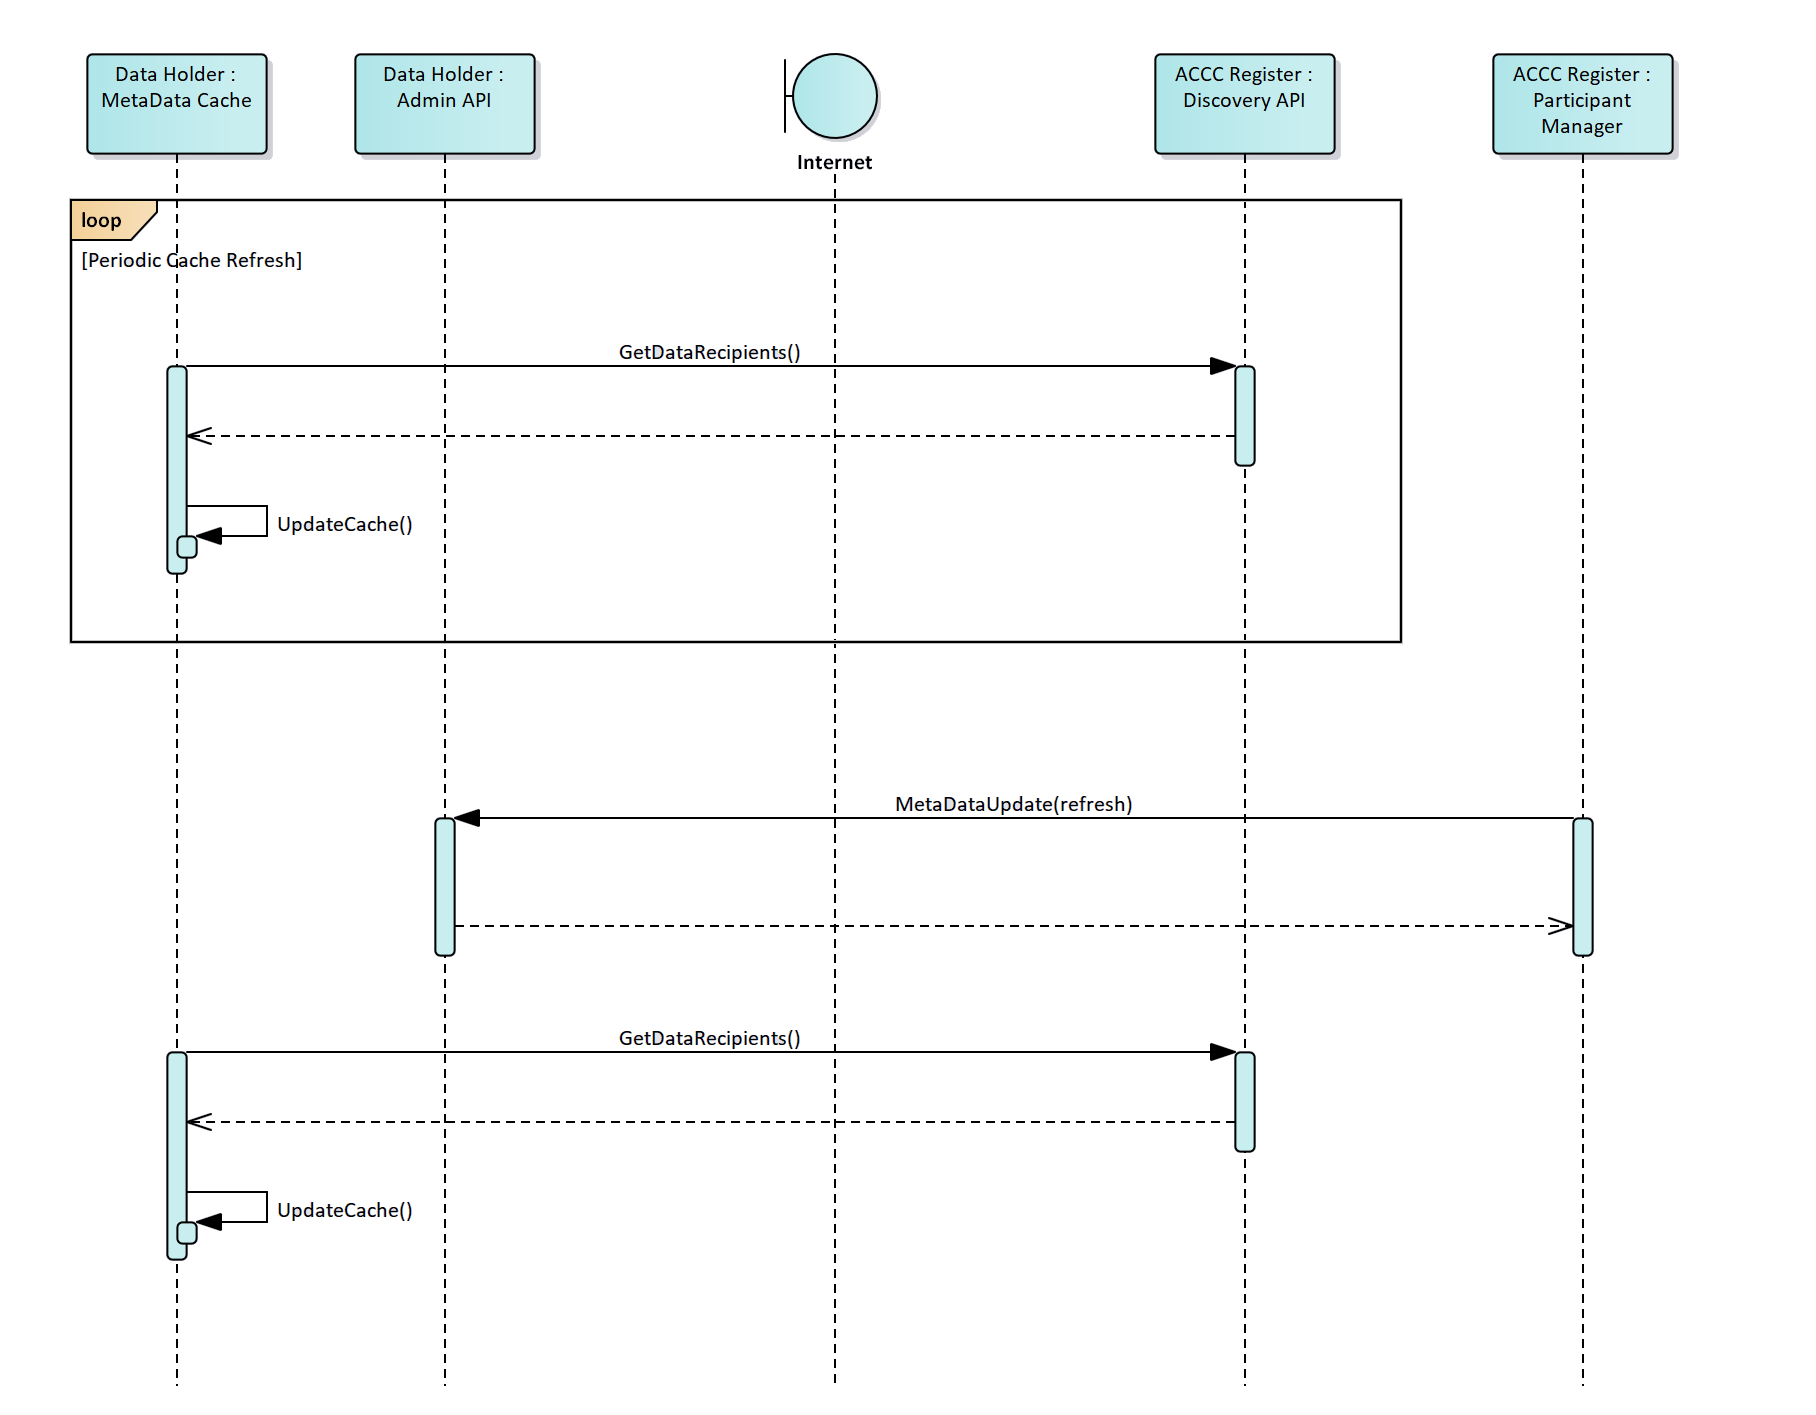 Data Holder :
MetaData Cache
Data Holder :
Admin API
Internet
ACCC Register :
Discovery API
ACCC Register :
Participant
Manager
loop
[Periodic Cache Refresh]
GetDataRecipients()
UpdateCache()
MetaDataUpdate(refresh)
GetDataRecipients()
UpdateCache()